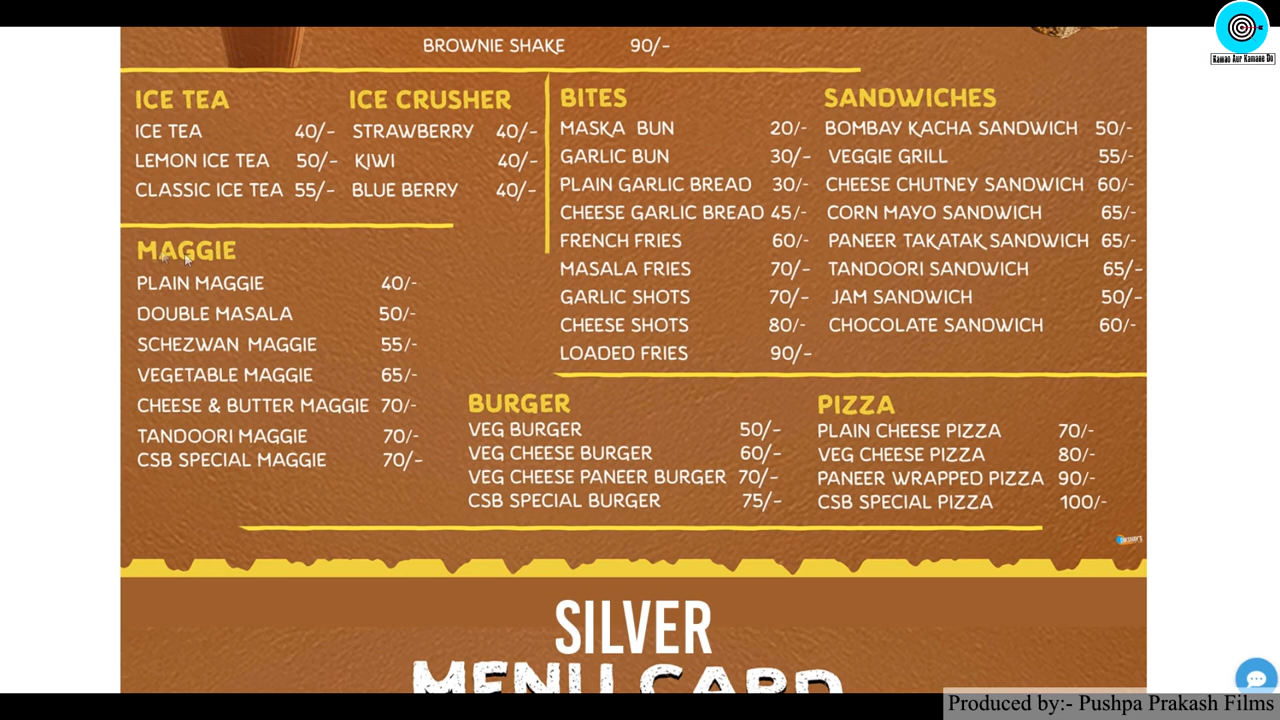 BROWNIE SHAKE 90/-
Kamao Aur Kamane Do
ICE TEA
ICE TEA 40/-
LEMON ICE TEA 50/-
CLASSIC ICE TEA 55/-
ICE CRUSHER
STRAWBERRY 40/-
KIWI 40/-
BLUE BERRY 40/-
MAGGIE
PLAIN MAGGIE 40/-
DOUBLE MASALA 50/-
SCHEZWAN MAGGIE 55/-
VEGETABLE MAGGIE 65/-
CHEESE & BUTTER MAGGIE 70/-
TANDOORI MAGGIE 70/-
CSB SPECIAL MAGGIE 70/-
BITES
MASKA BUN 20/-
GARLIC BUN 30/-
PLAIN GARLIC BREAD 30/-
CHEESE GARLIC BREAD 45/-
FRENCH FRIES 60/-
MASALA FRIES 70/-
GARLIC SHOTS 70/-
CHEESE SHOTS 80/-
LOADED FRIES 90/-
SANDWICHES
BOMBAY KACHA SANDWICH 50/-
VEGGIE GRILL 55/-
CHEESE CHUTNEY SANDWICH 60/-
CORN MAYO SANDWICH 65/-
PANEER TAKATAK SANDWICH 65/-
TANDOORI SANDWICH 65/-
JAM SANDWICH 50/-
CHOCOLATE SANDWICH 60/-
BURGER
VEG BURGER 50/-
VEG CHEESE BURGER 60/-
VEG CHEESE PANEER BURGER 70/-
CSB SPECIAL BURGER 75/-
PIZZA
PLAIN CHEESE PIZZA 70/-
VEG CHEESE PIZZA 80/-
PANEER WRAPPED PIZZA 90/-
CSB SPECIAL PIZZA 100/-
SILVER
MENU CARD
Produced by:- Pushpa Prakash Films